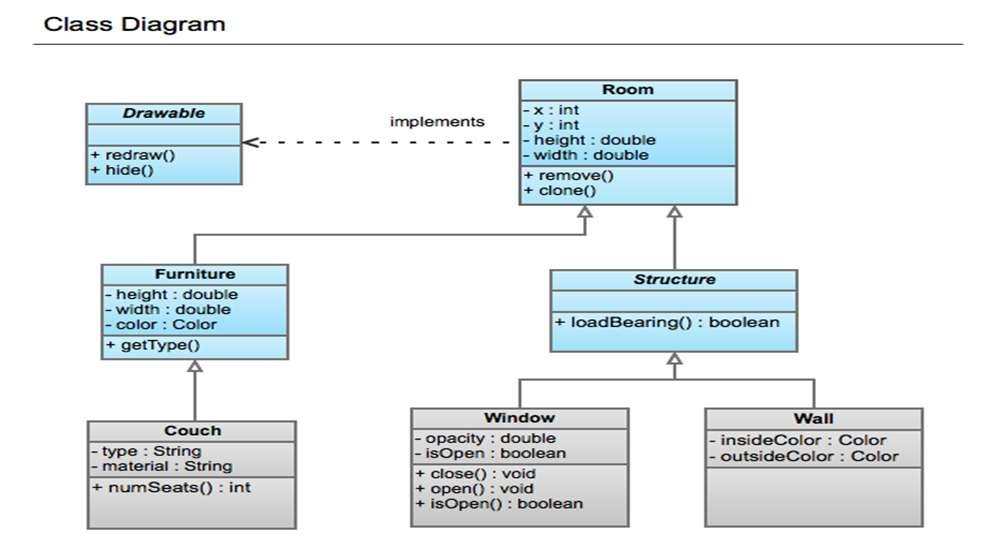 Class Diagram
Drawable
+ redraw()
+ hide()
implements
Room
- x : int
- y : int
- height : double
- width : double
+ remove()
+ clone()
Furniture
- height : double
- width : double
- color : Color
+ getType()
Structure
+ loadBearing() : boolean
Couch
- type : String
- material : String
+ numSeats() : int
Window
- opacity : double
- isOpen : boolean
+ close() : void
+ open() : void
+ isOpen() : boolean
Wall
- insideColor : Color
- outsideColor : Color